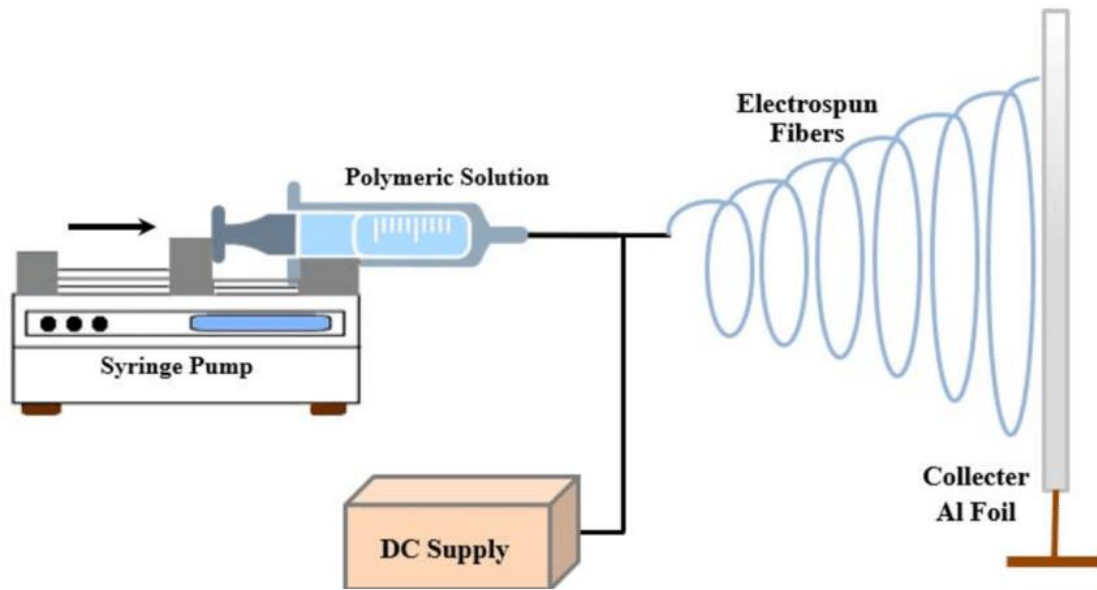 Electrospun
Fibers
Polymeric Solution
Syringe Pump
DC Supply
Collecter
Al Foil